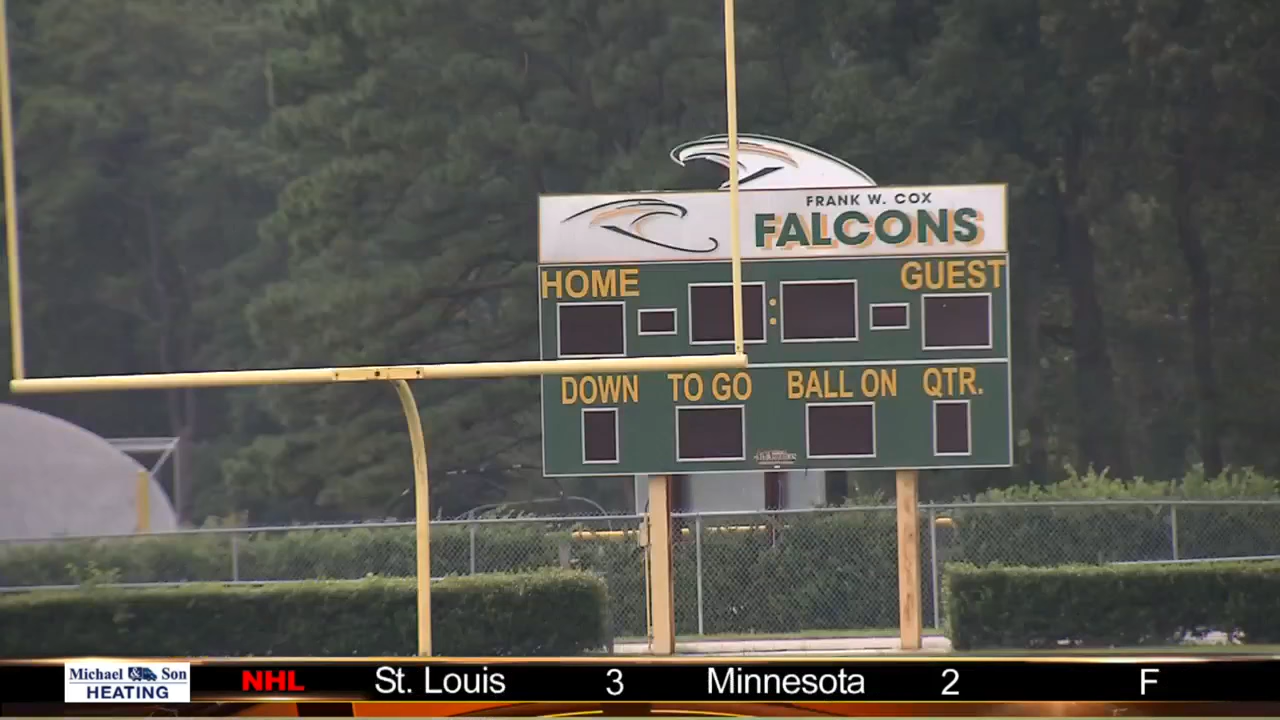 FRANK W. COX
FALCONS
HOME
GUEST
:
DOWN TO GO BALL ON QTR.
Michael & Son
HEATING
NHL St. Louis 3 Minnesota 2 F